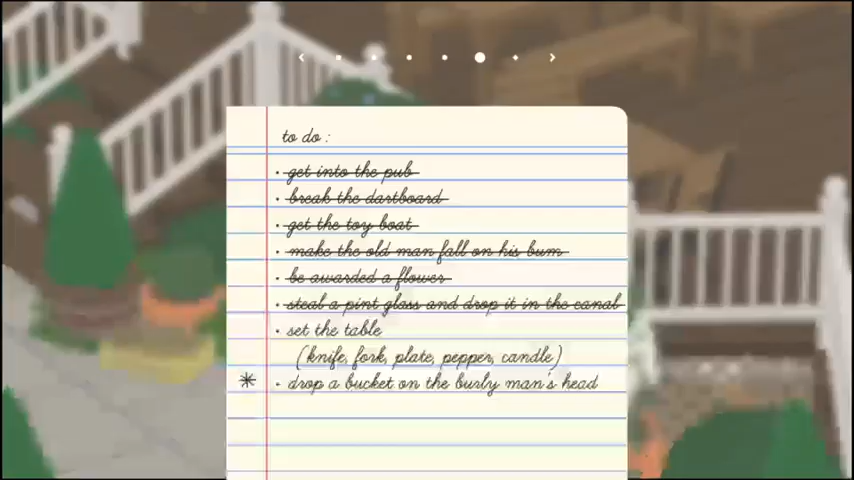 to do :
· get into the pub
· break the dartboard
· get the toy boat
· make the old man fall on his bum
· be awarded a flower
· steal a pint glass and drop it in the canal
· set the table
(knife, fork, plate, pepper, candle)
* · drop a bucket on the burly man's head